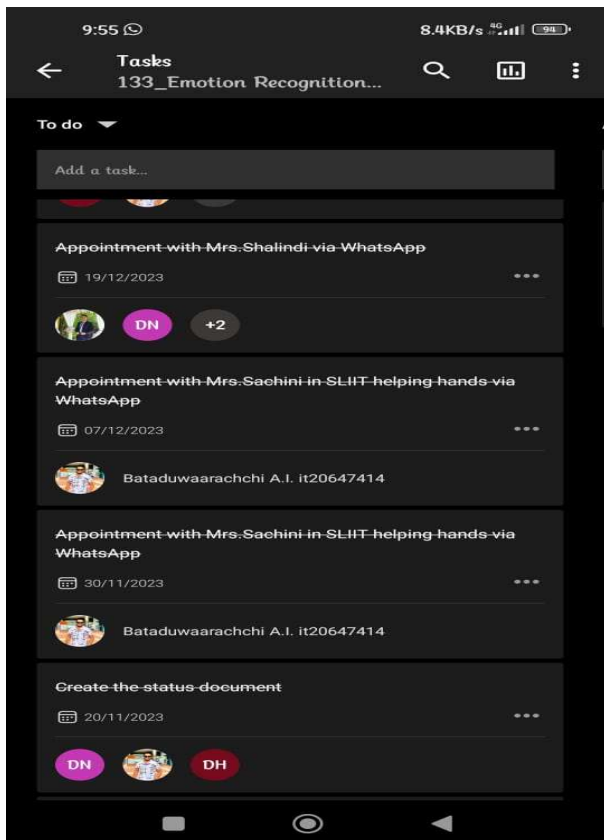 9:55
8.4KB/s 4G 94
Tasks
133_Emotion Recognition...
To do
Add a task...
Appointment with Mrs.Shalindi via WhatsApp
19/12/2023
DN +2
Appointment with Mrs.Sachini in SLIIT helping hands via
WhatsApp
07/12/2023
Bataduwaarachchi A.I. it20647414
Appointment with Mrs.Sachini in SLIIT helping hands via
WhatsApp
30/11/2023
Bataduwaarachchi A.I. it20647414
Create the status document
20/11/2023
DN DH